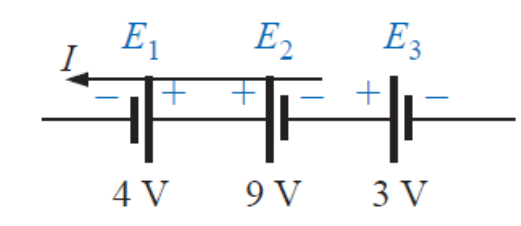 E₁ E₂ E₃
I
− + + − + −
4 V 9 V 3 V